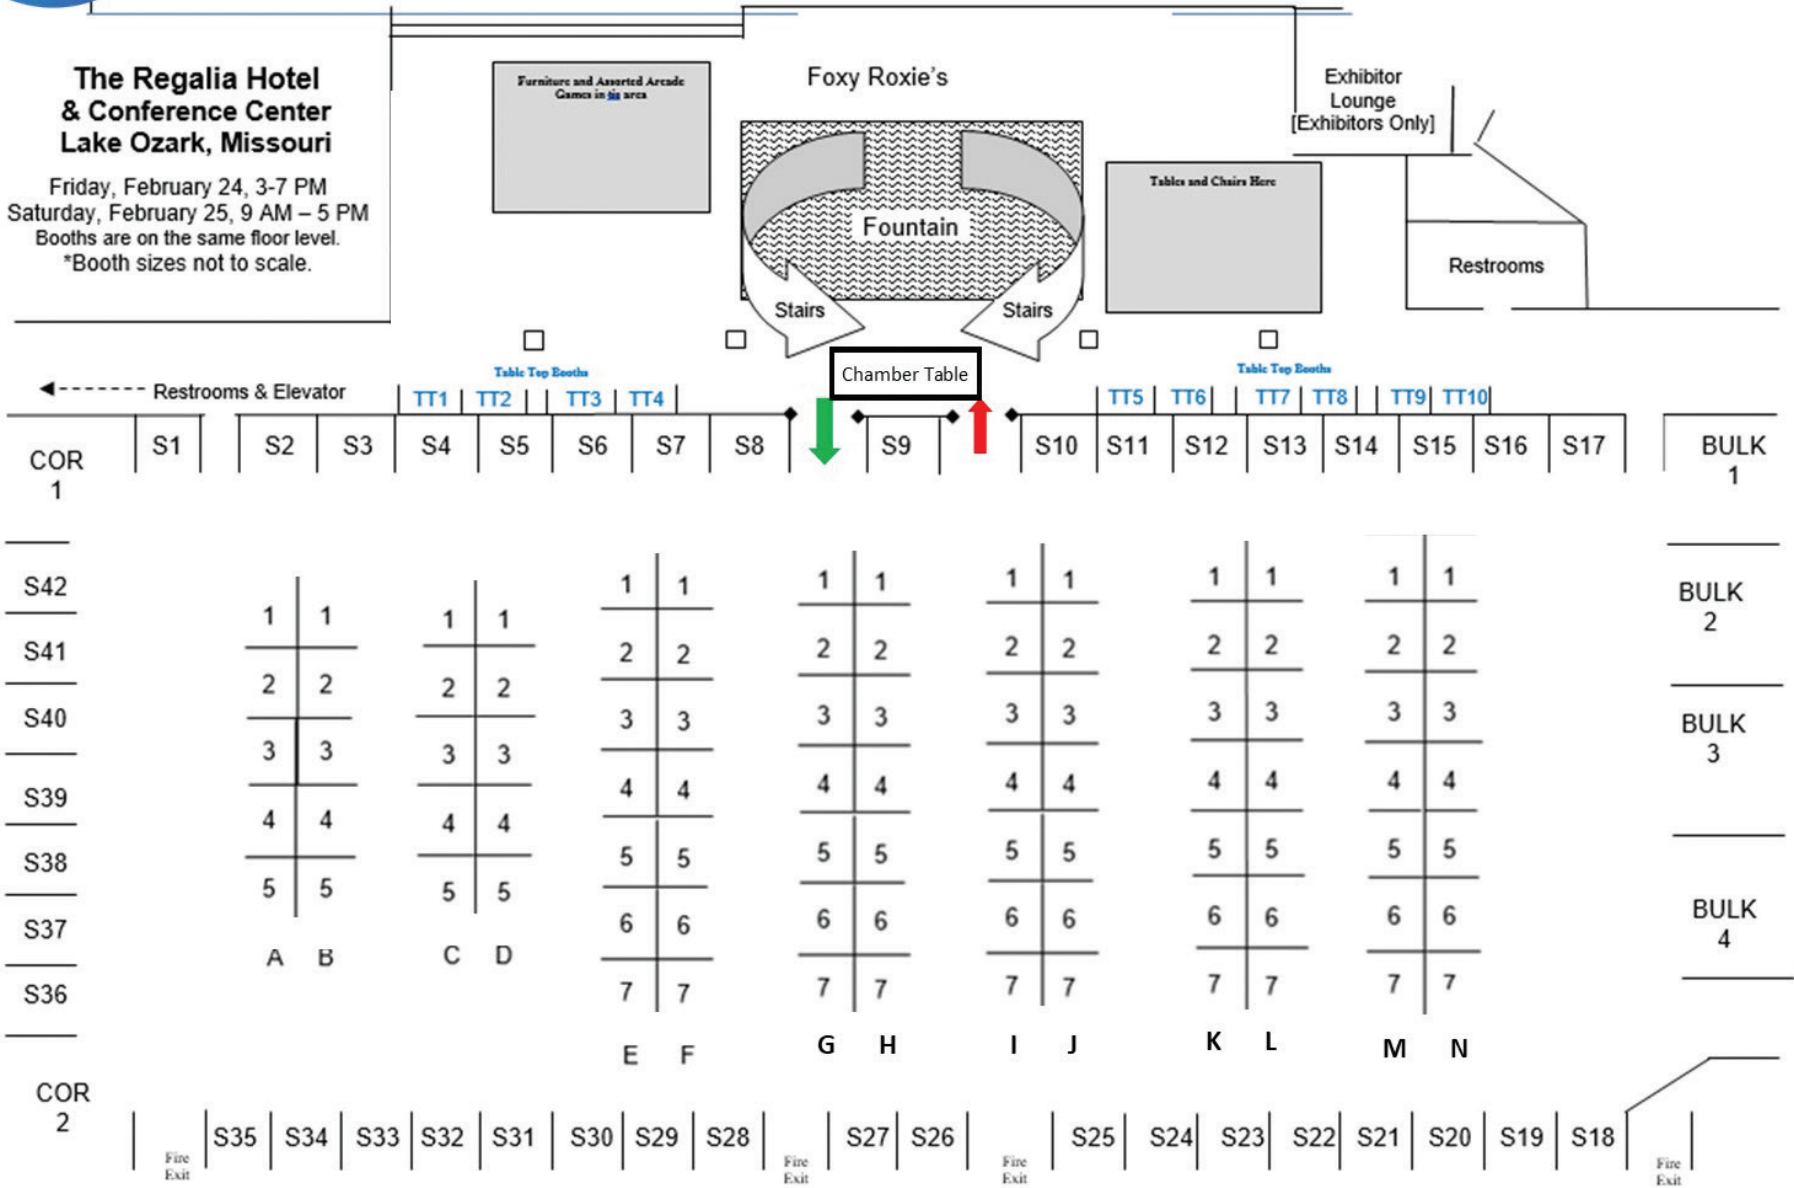 The Regalia Hotel
& Conference Center
Lake Ozark, Missouri
Friday, February 24, 3-7 PM
Saturday, February 25, 9 AM – 5 PM
Booths are on the same floor level.
*Booth sizes not to scale.
Furniture and Assorted Arcade
Games in tis area
Foxy Roxie's
Exhibitor
Lounge
[Exhibitors Only]
Tables and Chairs Here
Fountain
Restrooms
Stairs
Stairs
Chamber Table
Restrooms & Elevator
Table Top Booths
Table Top Booths
TT1 TT2 TT3 TT4 TT5 TT6 TT7 TT8 TT9 TT10
S1 S2 S3 S4 S5 S6 S7 S8 S9 S10 S11 S12 S13 S14 S15 S16 S17
COR
1
BULK
1
S42
S41
S40
S39
S38
S37
S36
1 1
2 2
3 3
4 4
5 5
A B
1 1
2 2
3 3
4 4
5 5
C D
1 1
2 2
3 3
4 4
5 5
6 6
7 7
E F
1 1
2 2
3 3
4 4
5 5
6 6
7 7
G H
1 1
2 2
3 3
4 4
5 5
6 6
7 7
I J
1 1
2 2
3 3
4 4
5 5
6 6
7 7
K L
1 1
2 2
3 3
4 4
5 5
6 6
7 7
M N
BULK
2
BULK
3
BULK
4
COR
2
S35 S34 S33 S32 S31 S30 S29 S28 S27 S26 S25 S24 S23 S22 S21 S20 S19 S18
Fire
Exit
Fire
Exit
Fire
Exit
Fire
Exit